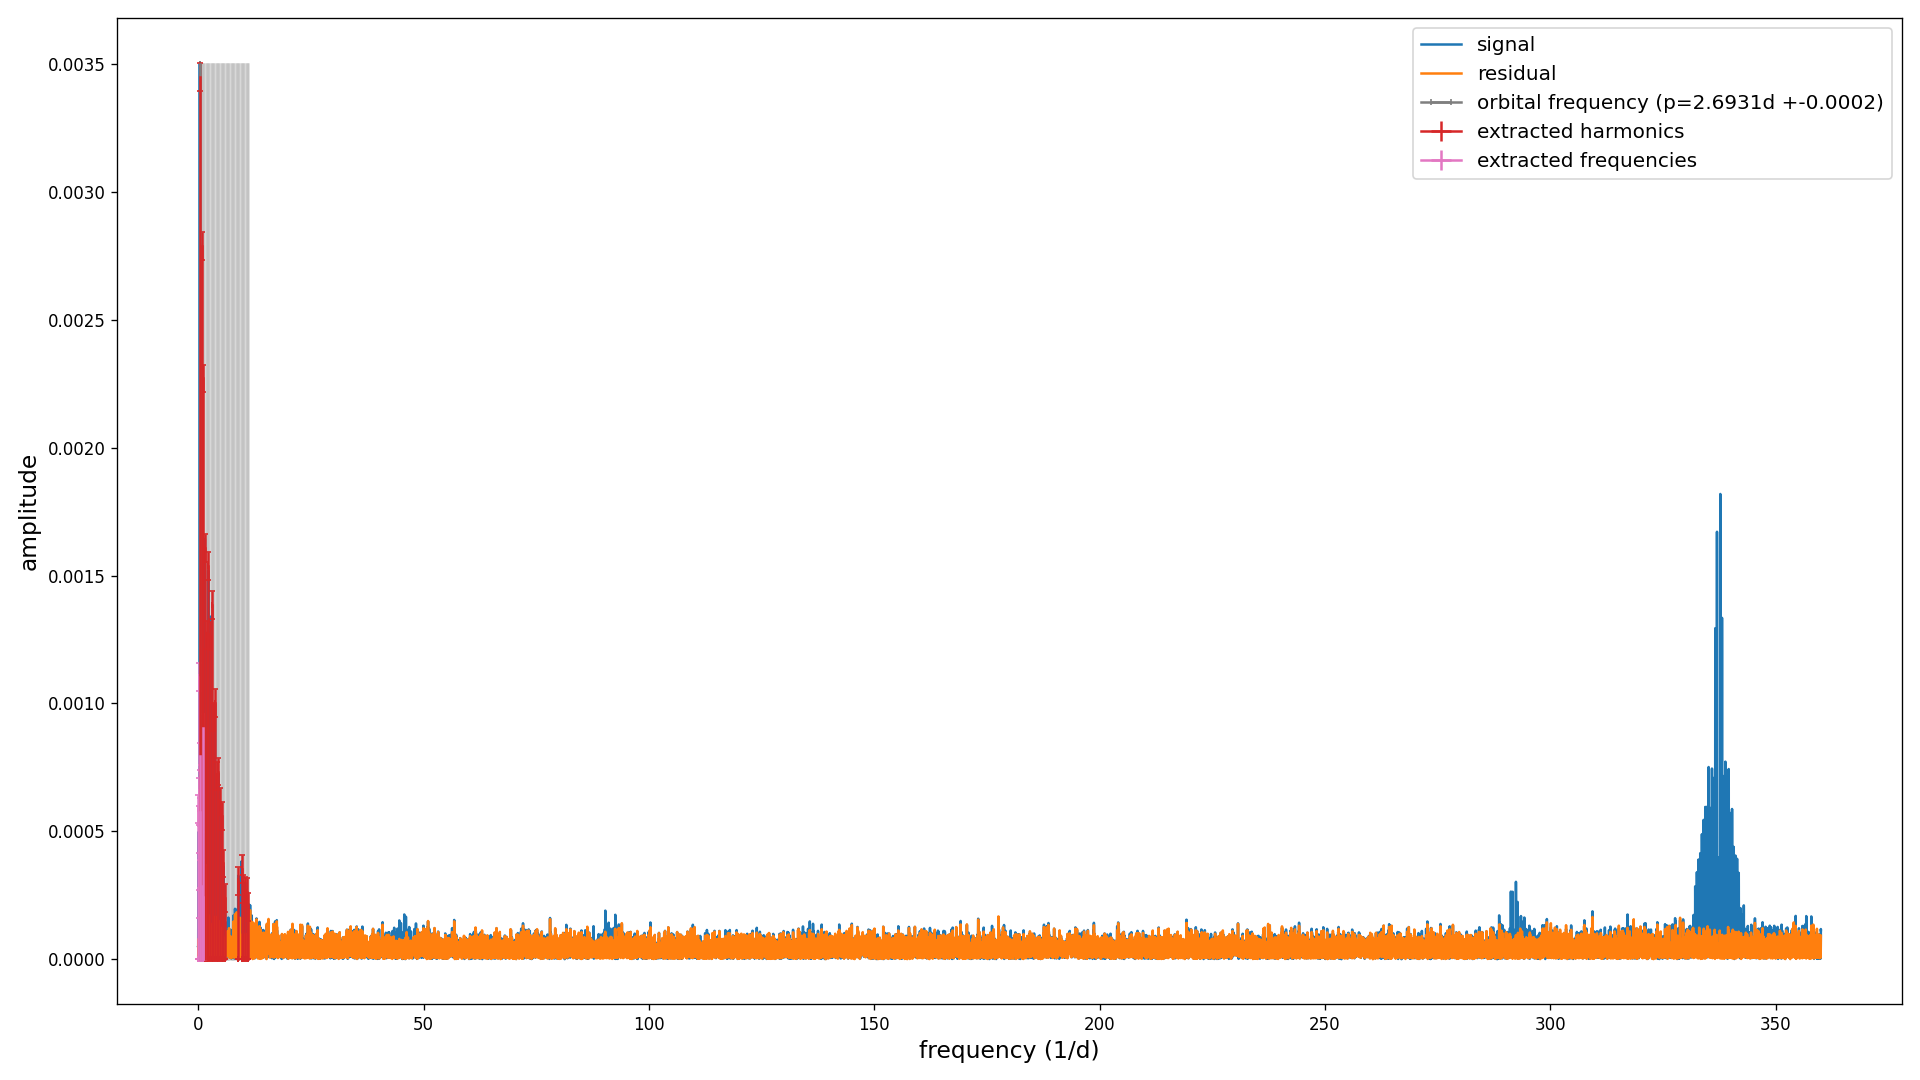 signal
residual
orbital frequency (p=2.6931d +-0.0002)
extracted harmonics
extracted frequencies
0.0035
0.0030
0.0025
0.0020
0.0015
0.0010
0.0005
0.0000
amplitude
0 50 100 150 200 250 300 350
frequency (1/d)